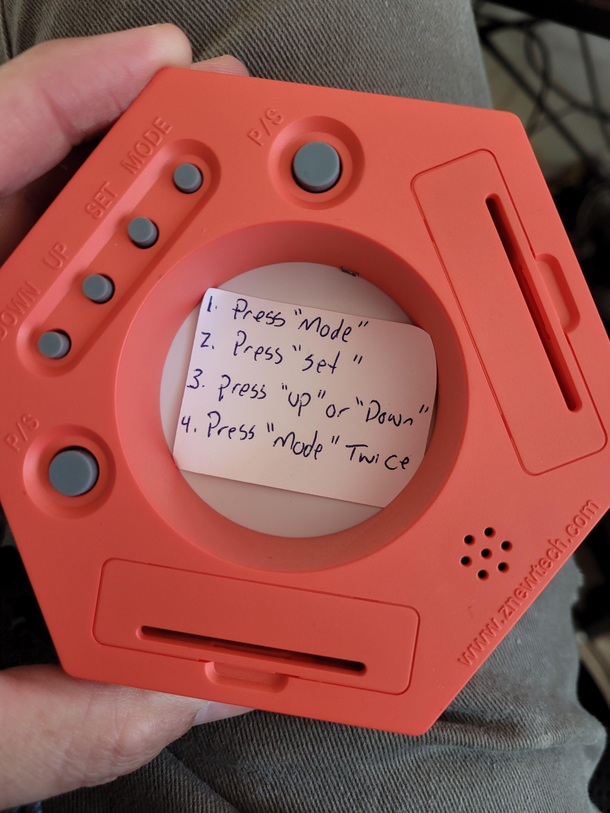 P/S
MODE
SET
UP
DOWN
P/S
1. Press "Mode"
2. Press "set"
3. Press "up" or "Down"
4. Press "Mode" Twice
www.znewtech.com